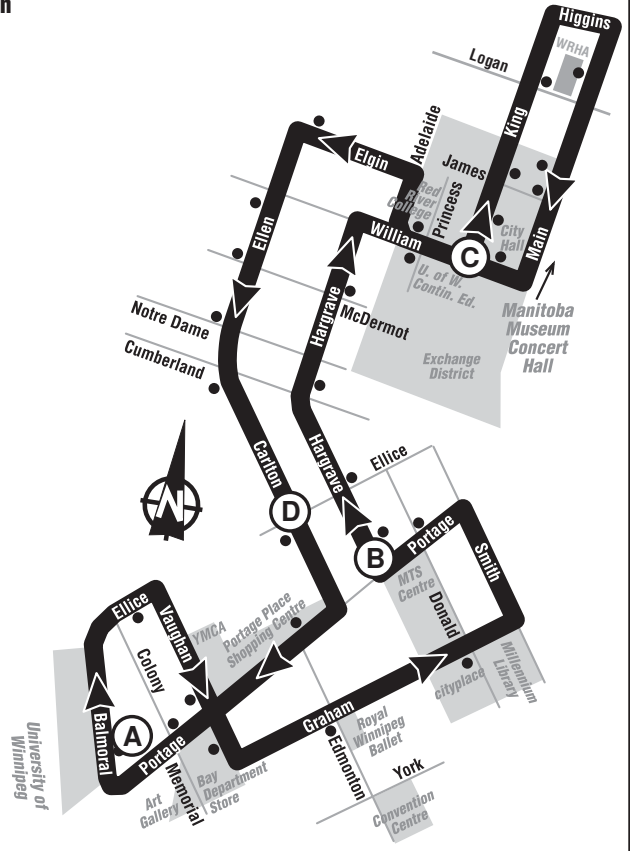 n
Higgins
WRHA
Logan
King
Adelaide
Elgin
James
Red
River
College
Princess
City
Hall
Main
Ellen
William
C
U. of W.
Contin. Ed.
Manitoba
Museum
Concert
Hall
Hargrave
McDermot
Notre Dame
Cumberland
Exchange
District
Carlton
Hargrave
Ellice
N
D
B
Portage
Smith
MTS
Centre
Donald
Ellice
Vaughan
YMCA
Portage Place
Shopping Centre
Colony
cityplace
Millennium
Library
Balmoral
A
Portage
Graham
Royal
Winnipeg
Ballet
Edmonton
University of
Winnipeg
Art
Gallery
Memorial
Bay
Department
Store
York
Convention
Centre